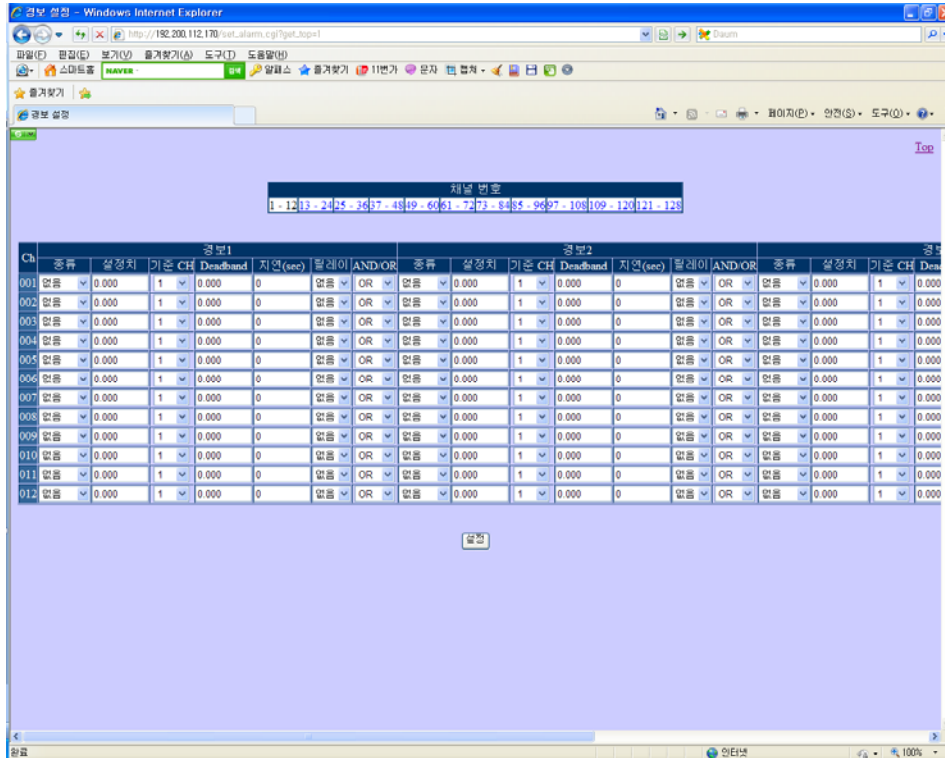 경보 설정 - Windows Internet Explorer
http://192.200.112.170/set_alarm.cgi?get_top=1
Daum
파일(F) 편집(E) 보기(V) 즐겨찾기(A) 도구(T) 도움말(H)
스마트홈 NAVER 검색 알패스 즐겨찾기 11번가 문자 캡쳐
즐겨찾기
경보 설정 페이지(P) 안전(S) 도구(O)
Top
채널 번호
1 - 12 13 - 24 25 - 36 37 - 48 49 - 60 61 - 72 73 - 84 85 - 96 97 - 108 109 - 120 121 - 128
Ch 경보1 경보2 경보
종류 설정치 기준 CH Deadband 지연(sec) 릴레이 AND/OR 종류 설정치 기준 CH Deadband 지연(sec) 릴레이 AND/OR 종류 설정치 기준 CH Dead
001 없음 0.000 1 0.000 0 없음 OR 없음 0.000 1 0.000 0 없음 OR 없음 0.000 1 0.000
002 없음 0.000 1 0.000 0 없음 OR 없음 0.000 1 0.000 0 없음 OR 없음 0.000 1 0.000
003 없음 0.000 1 0.000 0 없음 OR 없음 0.000 1 0.000 0 없음 OR 없음 0.000 1 0.000
004 없음 0.000 1 0.000 0 없음 OR 없음 0.000 1 0.000 0 없음 OR 없음 0.000 1 0.000
005 없음 0.000 1 0.000 0 없음 OR 없음 0.000 1 0.000 0 없음 OR 없음 0.000 1 0.000
006 없음 0.000 1 0.000 0 없음 OR 없음 0.000 1 0.000 0 없음 OR 없음 0.000 1 0.000
007 없음 0.000 1 0.000 0 없음 OR 없음 0.000 1 0.000 0 없음 OR 없음 0.000 1 0.000
008 없음 0.000 1 0.000 0 없음 OR 없음 0.000 1 0.000 0 없음 OR 없음 0.000 1 0.000
009 없음 0.000 1 0.000 0 없음 OR 없음 0.000 1 0.000 0 없음 OR 없음 0.000 1 0.000
010 없음 0.000 1 0.000 0 없음 OR 없음 0.000 1 0.000 0 없음 OR 없음 0.000 1 0.000
011 없음 0.000 1 0.000 0 없음 OR 없음 0.000 1 0.000 0 없음 OR 없음 0.000 1 0.000
012 없음 0.000 1 0.000 0 없음 OR 없음 0.000 1 0.000 0 없음 OR 없음 0.000 1 0.000
설정
완료 인터넷 100%